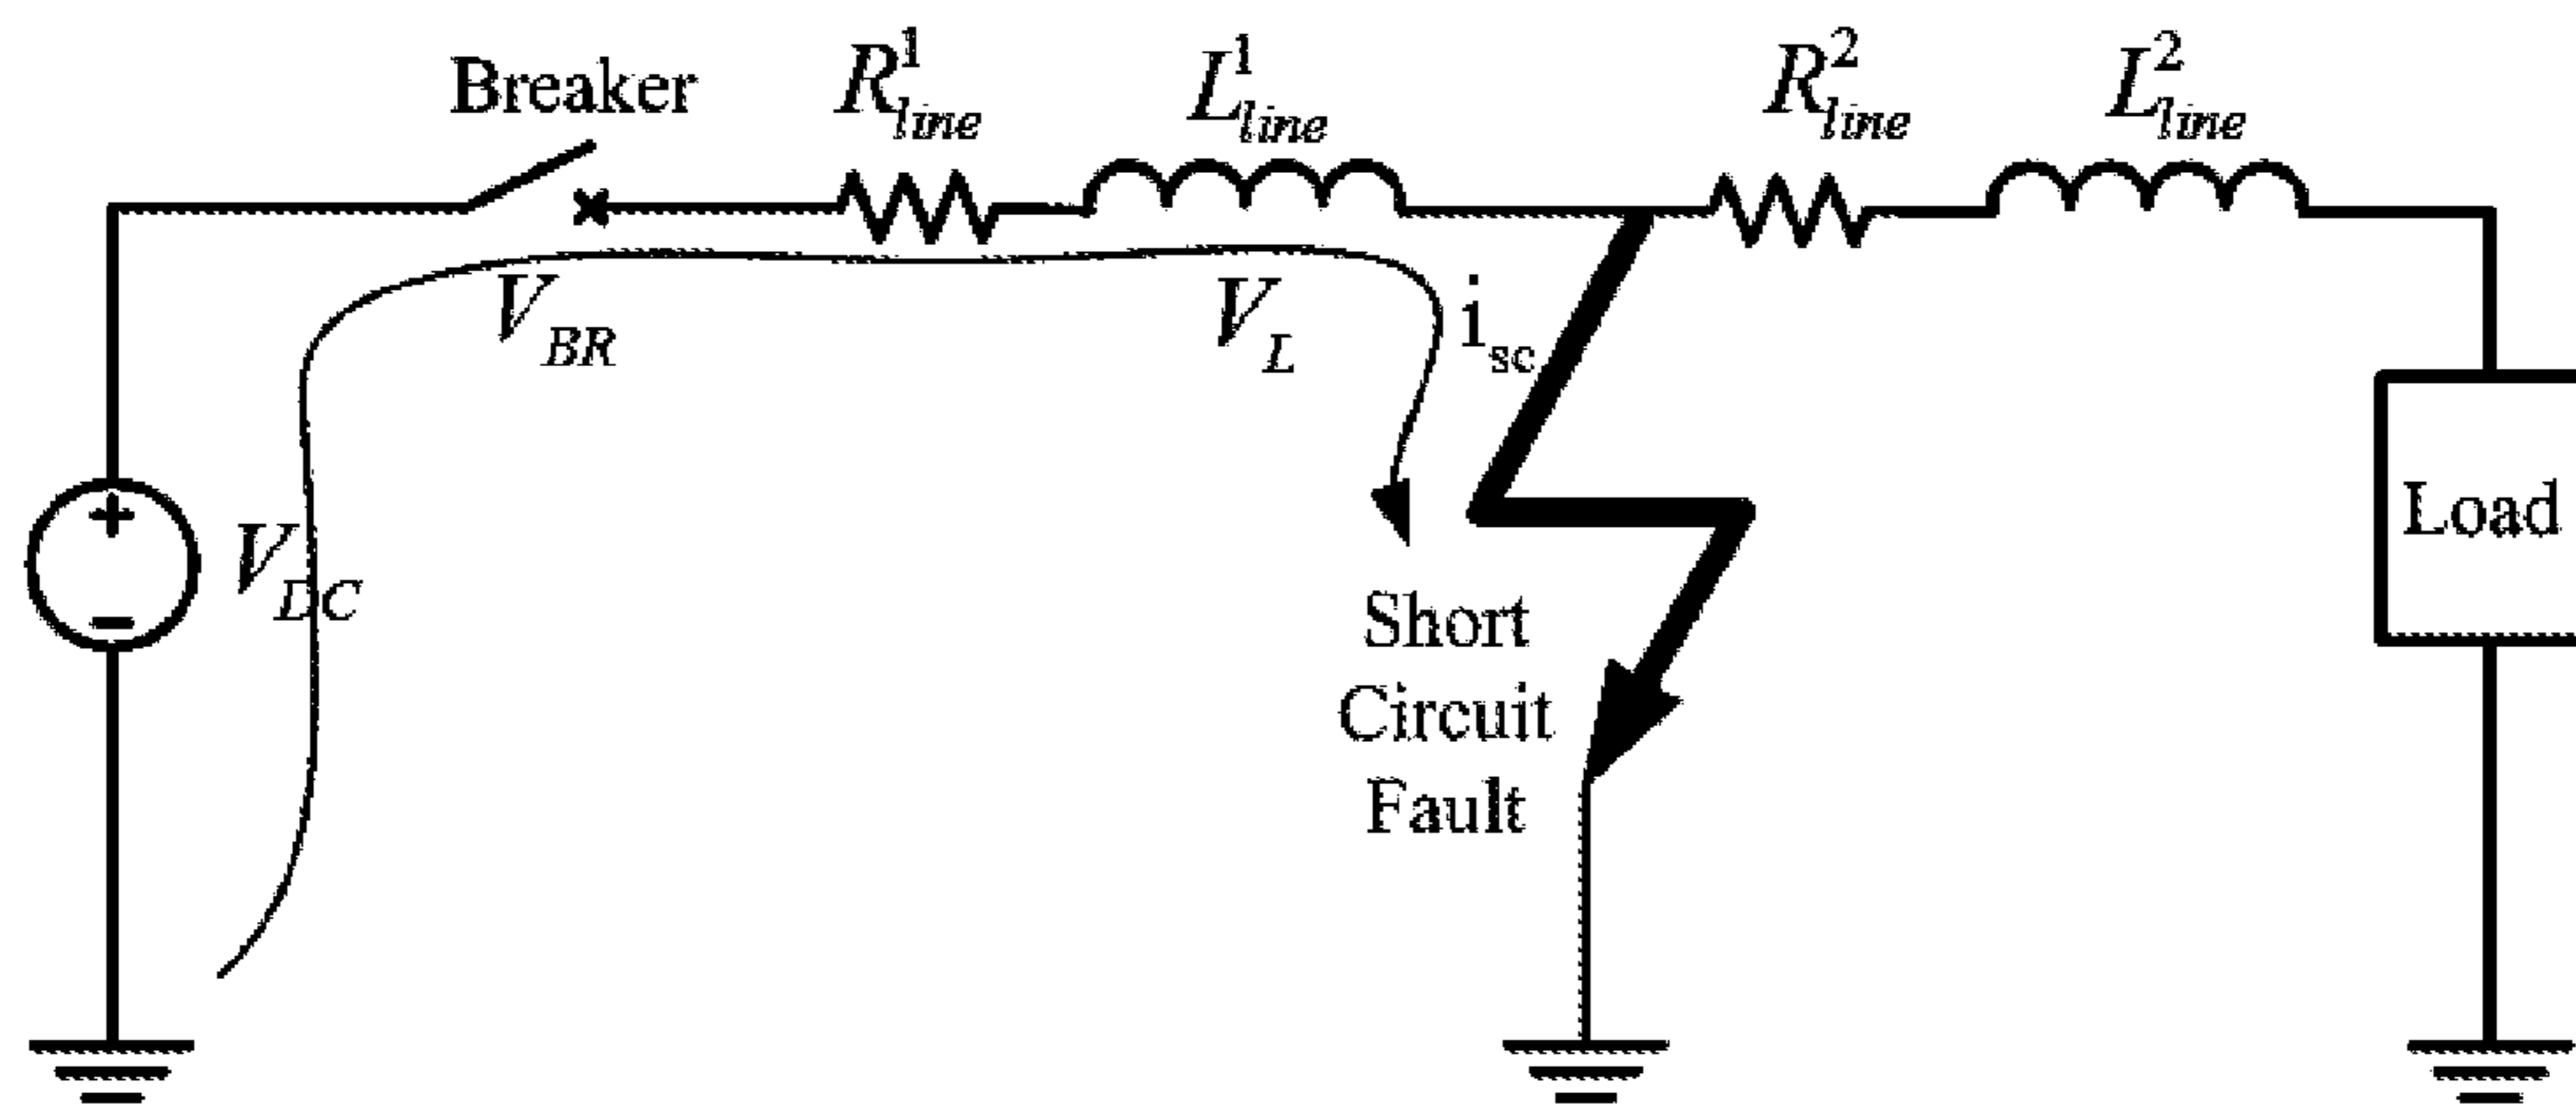 Breaker
R^1_line
L^1_line
R^2_line
L^2_line
V_BR
V_L
i_sc
+
−
V_DC
Load
Short
Circuit
Fault